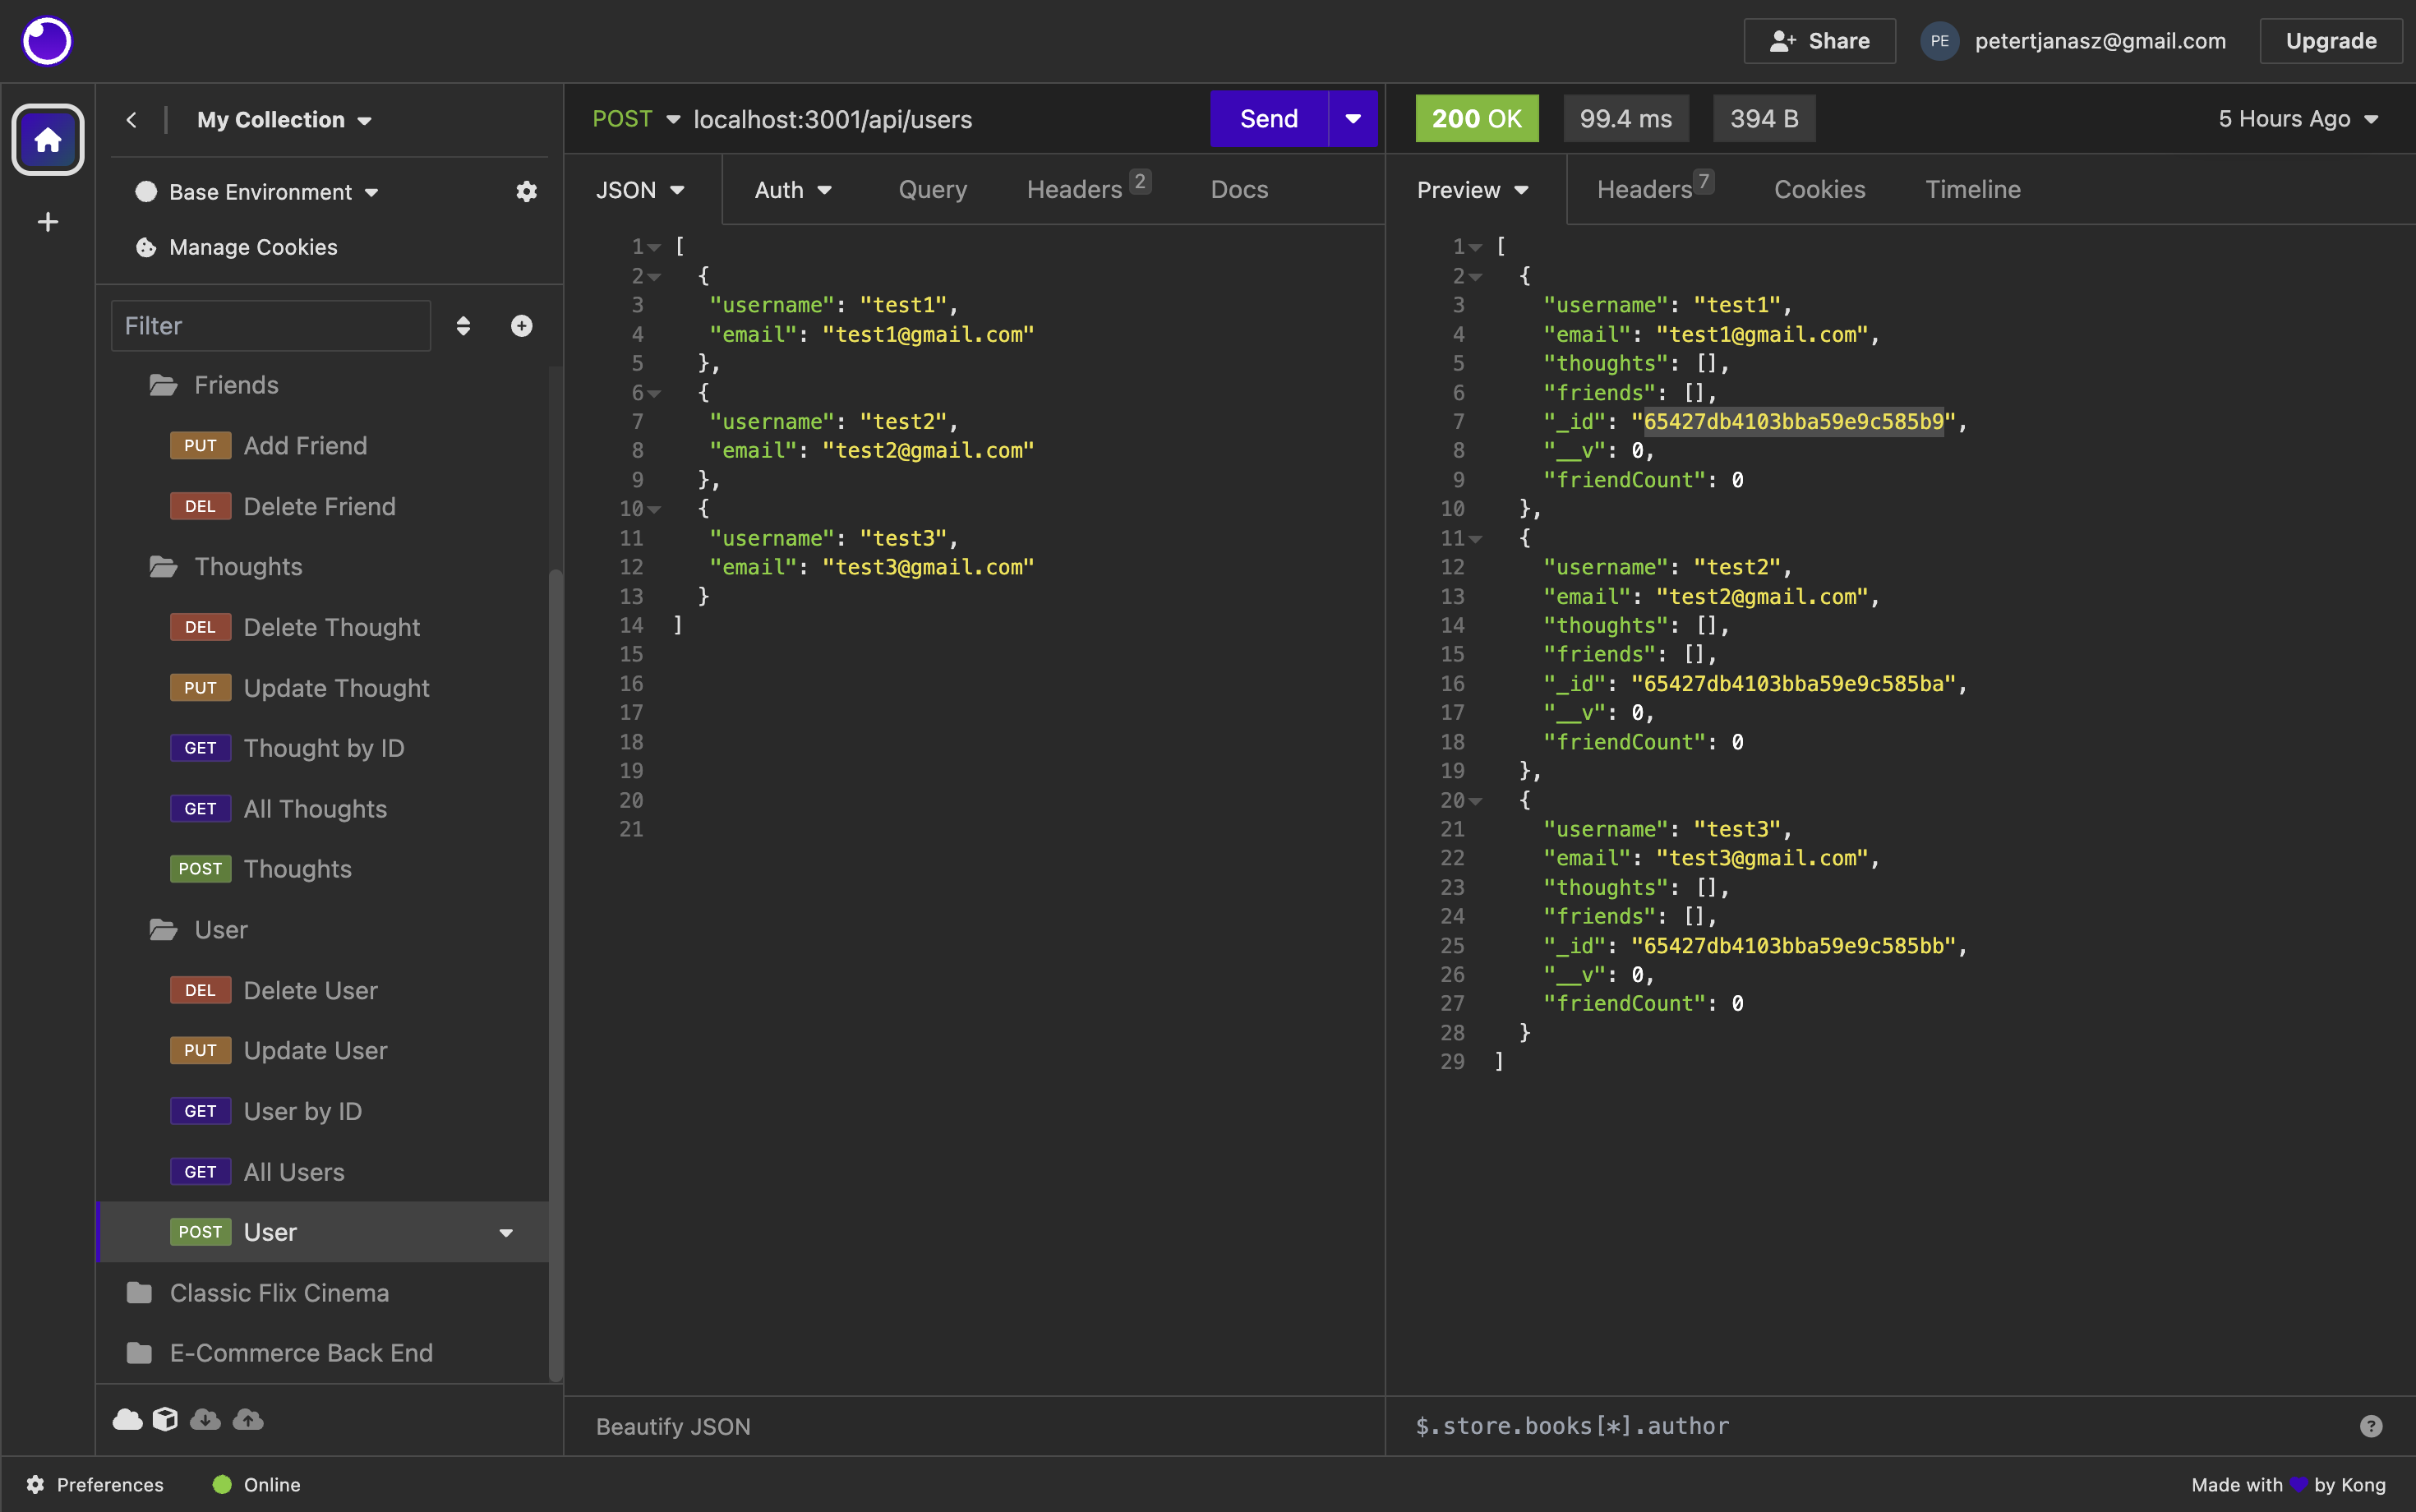 Share
PE
petertjanasz@gmail.com
Upgrade
My Collection
Base Environment
Manage Cookies
Filter
Friends
PUT Add Friend
DEL Delete Friend
Thoughts
DEL Delete Thought
PUT Update Thought
GET Thought by ID
GET All Thoughts
POST Thoughts
User
DEL Delete User
PUT Update User
GET User by ID
GET All Users
POST User
Classic Flix Cinema
E-Commerce Back End
POST localhost:3001/api/users Send
JSON Auth Query Headers 2 Docs
1 [
2 {
3 "username": "test1",
4 "email": "test1@gmail.com"
5 },
6 {
7 "username": "test2",
8 "email": "test2@gmail.com"
9 },
10 {
11 "username": "test3",
12 "email": "test3@gmail.com"
13 }
14 ]
15
16
17
18
19
20
21
Beautify JSON
200 OK 99.4 ms 394 B 5 Hours Ago
Preview Headers 7 Cookies Timeline
1 [
2 {
3 "username": "test1",
4 "email": "test1@gmail.com",
5 "thoughts": [],
6 "friends": [],
7 "_id": "65427db4103bba59e9c585b9",
8 "__v": 0,
9 "friendCount": 0
10 },
11 {
12 "username": "test2",
13 "email": "test2@gmail.com",
14 "thoughts": [],
15 "friends": [],
16 "_id": "65427db4103bba59e9c585ba",
17 "__v": 0,
18 "friendCount": 0
19 },
20 {
21 "username": "test3",
22 "email": "test3@gmail.com",
23 "thoughts": [],
24 "friends": [],
25 "_id": "65427db4103bba59e9c585bb",
26 "__v": 0,
27 "friendCount": 0
28 }
29 ]
$.store.books[*].author
?
Preferences Online
Made with 💜 by Kong